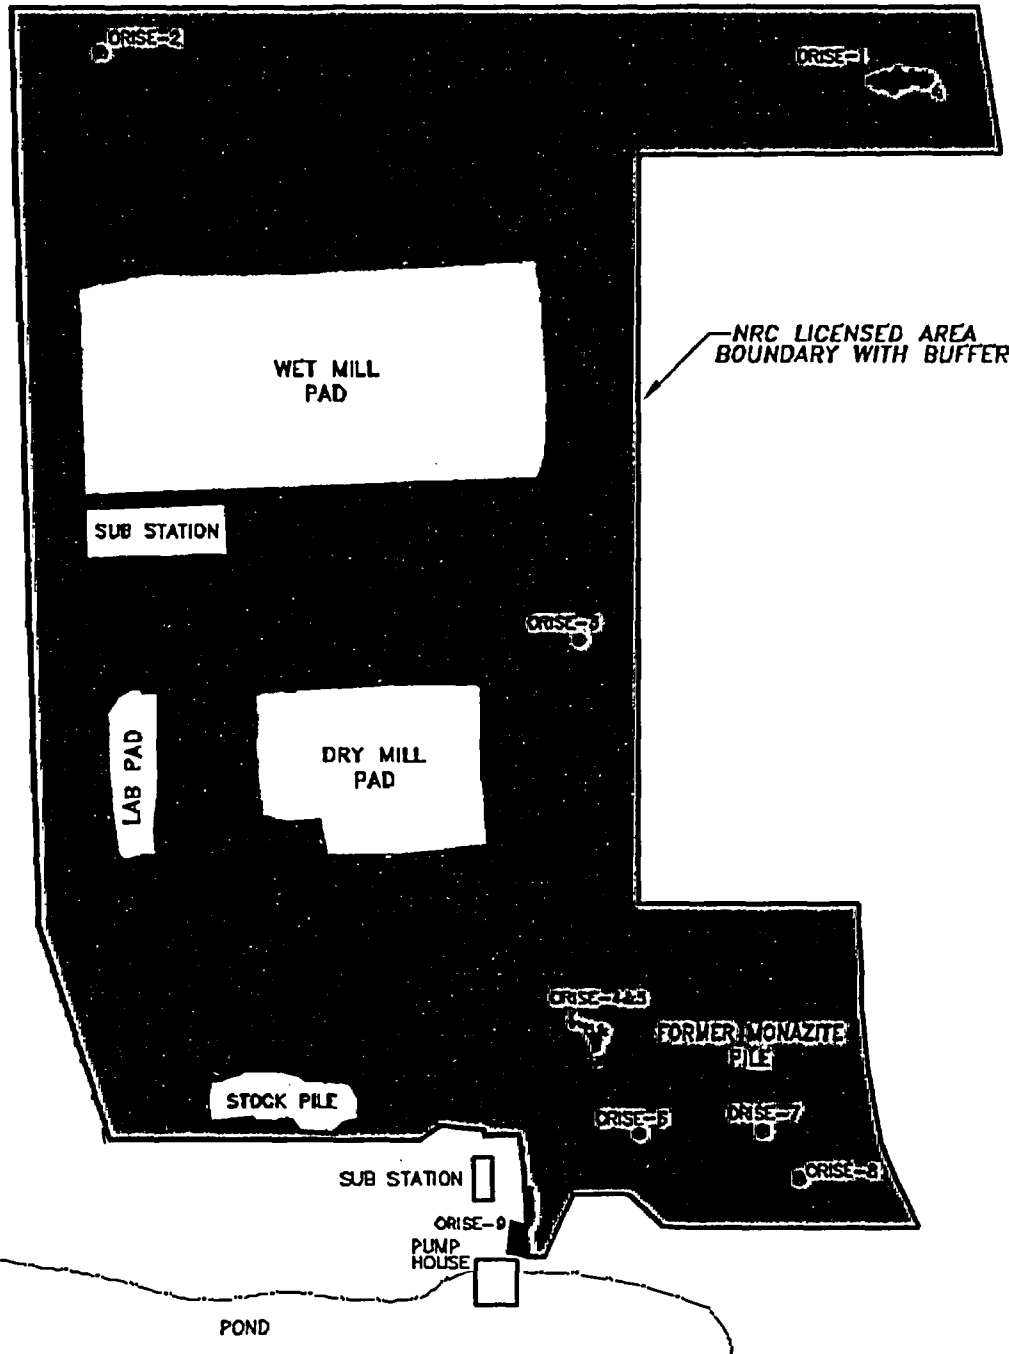 ORISE-2
ORISE-1
NRC LICENSED AREA
BOUNDARY WITH BUFFER
WET MILL
PAD
SUB STATION
ORISE-3
LAB PAD
DRY MILL
PAD
ORISE-4&5
FORMER MONAZITE
PILE
STOCK PILE
ORISE-6
ORISE-7
SUB STATION
ORISE-8
ORISE-9
PUMP
HOUSE
POND